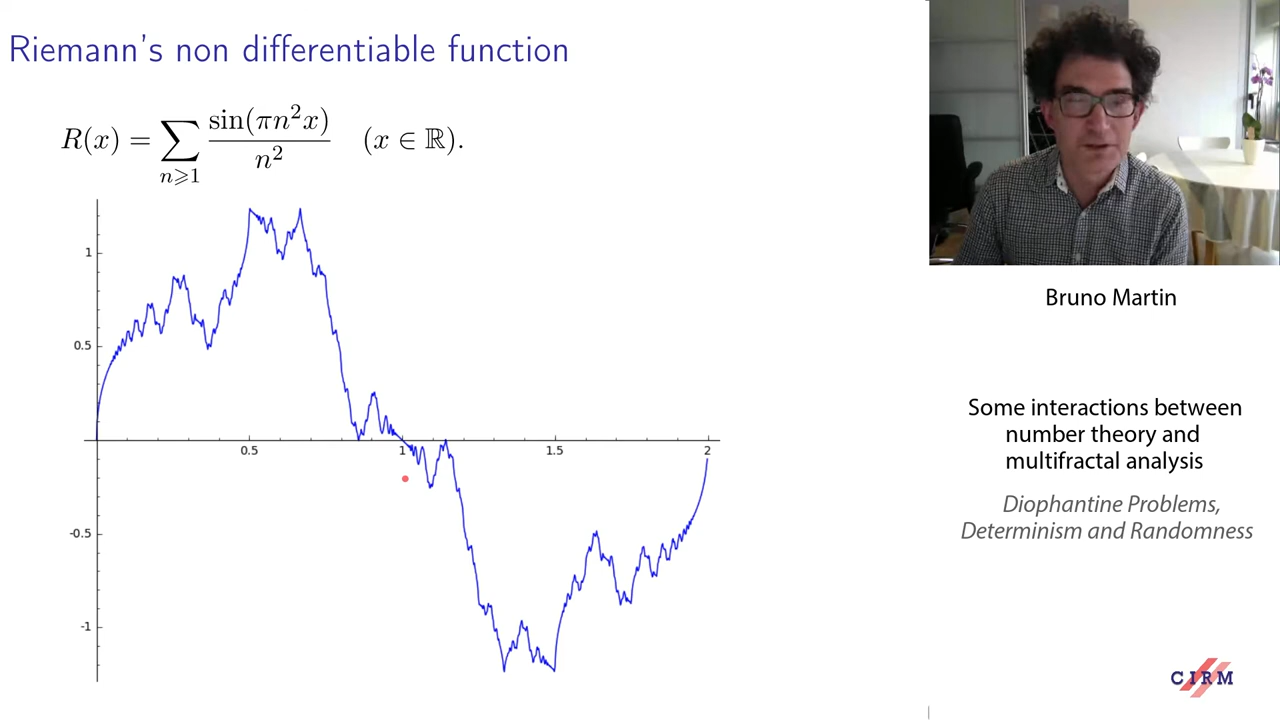 Riemann's non differentiable function
R(x) = ∑_{n⩾1} sin(πn²x)/n² (x ∈ ℝ).
1
0.5
0.5
1
1.5
2
-0.5
-1
Bruno Martin
Some interactions between
number theory and
multifractal analysis
Diophantine Problems,
Determinism and Randomness
CIRM